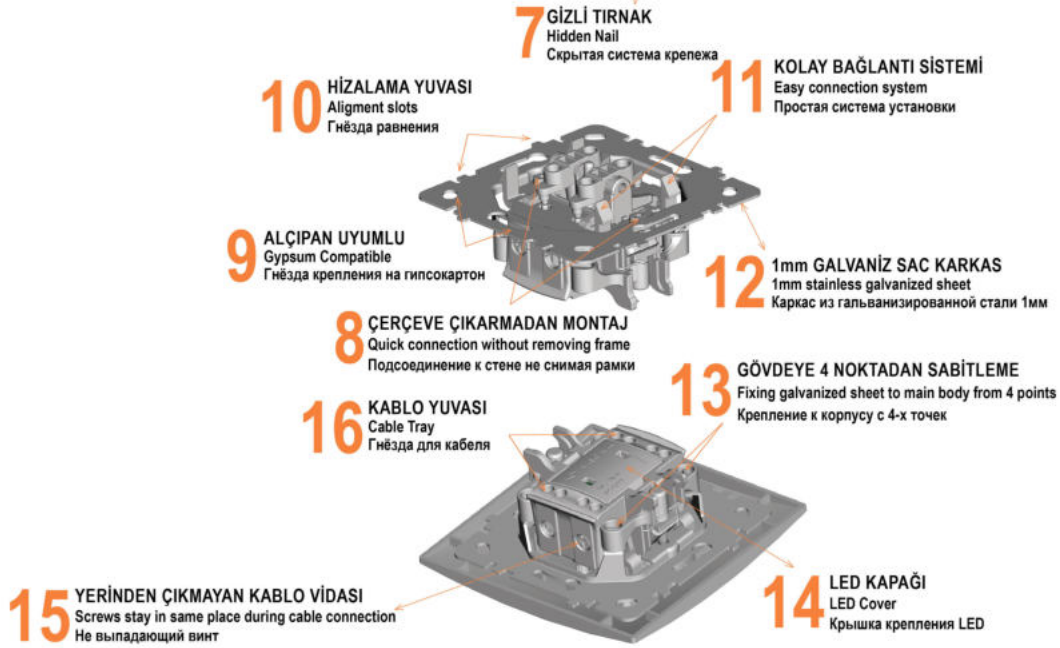 7 GİZLİ TIRNAK
Hidden Nail
Скрытая система крепежа
10 HİZALAMA YUVASI
Aligment slots
Гнёзда равнения
11 KOLAY BAĞLANTI SİSTEMİ
Easy connection system
Простая система установки
9 ALÇIPAN UYUMLU
Gypsum Compatible
Гнёзда крепления на гипсокартон
12 1mm GALVANİZ SAC KARKAS
1mm stainless galvanized sheet
Каркас из гальванизированной стали 1мм
8 ÇERÇEVE ÇIKARMADAN MONTAJ
Quick connection without removing frame
Подсоединение к стене не снимая рамки
13 GÖVDEYE 4 NOKTADAN SABİTLEME
Fixing galvanized sheet to main body from 4 points
Крепление к корпусу с 4-х точек
16 KABLO YUVASI
Cable Tray
Гнёзда для кабеля
15 YERİNDEN ÇIKMAYAN KABLO VİDASI
Screws stay in same place during cable connection
Не выпадающий винт
14 LED KAPAĞI
LED Cover
Крышка крепления LED